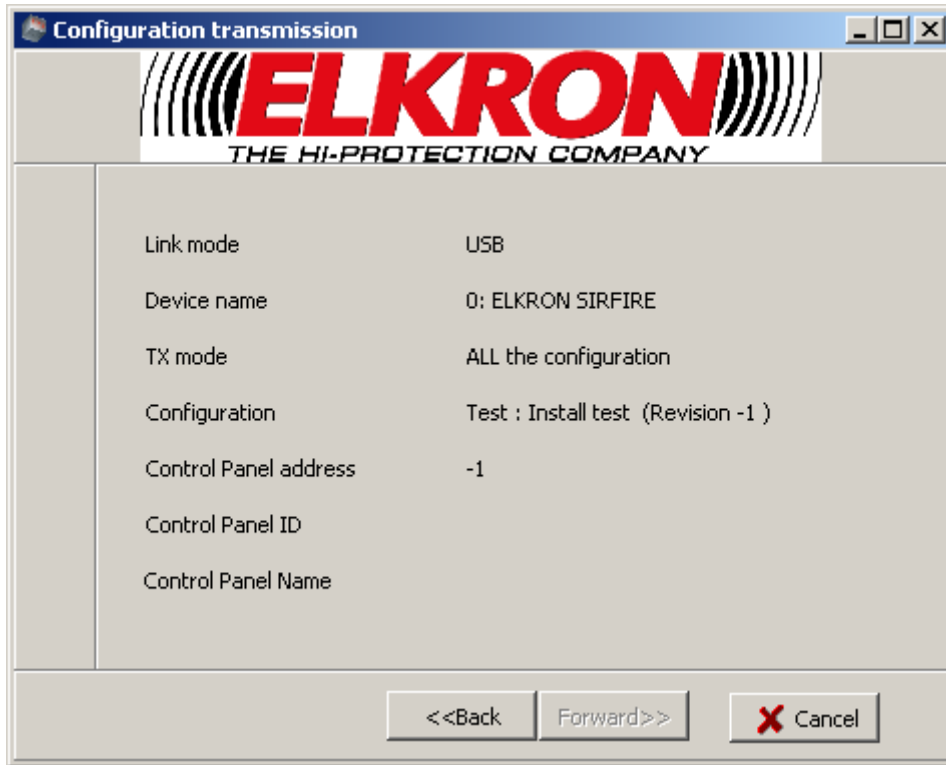 Configuration transmission
ELKRON
THE HI-PROTECTION COMPANY
Link mode USB
Device name 0: ELKRON SIRFIRE
TX mode ALL the configuration
Configuration Test : Install test (Revision -1 )
Control Panel address -1
Control Panel ID
Control Panel Name
<<Back Forward>> Cancel